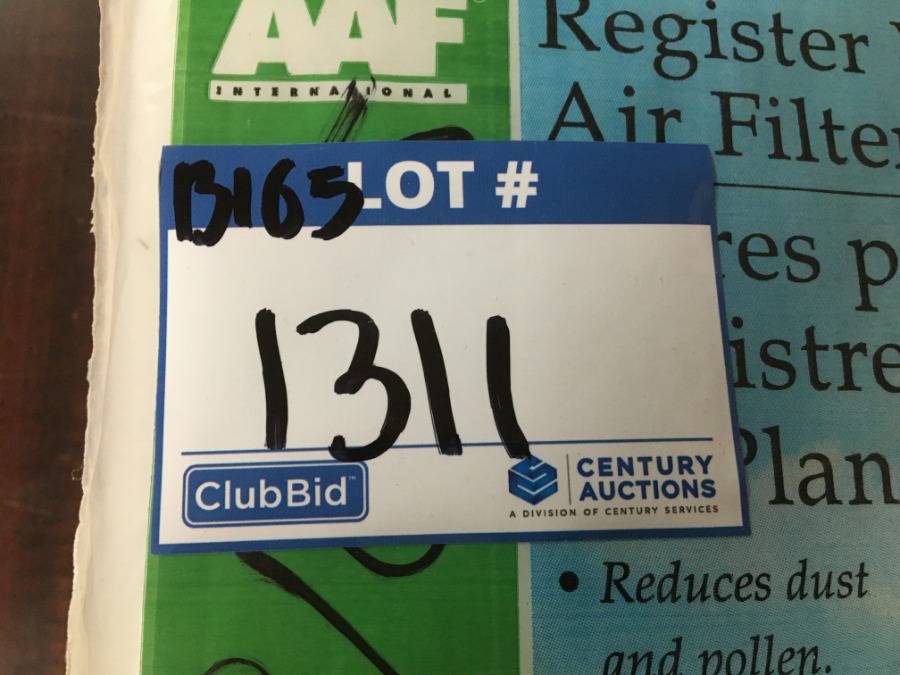 AAF
INTERNATIONAL
Register
Air Filte
B165 LOT #
1311
ClubBid™
CENTURY
AUCTIONS
A DIVISION OF CENTURY SERVICES
res p
istre
Plan
• Reduces dust
and pollen.